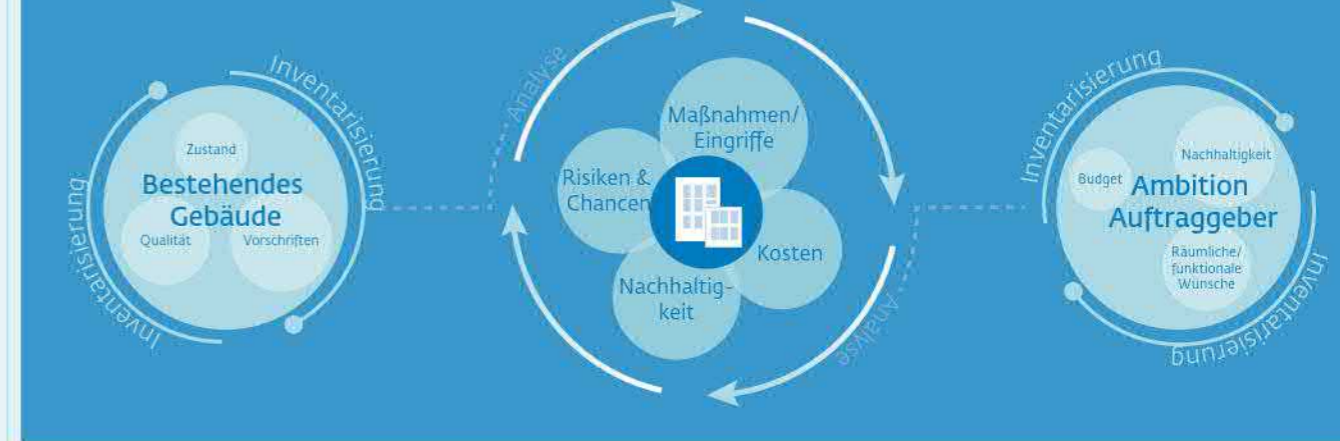 Inventarisierung
Zustand
Bestehendes
Gebäude
Qualität
Vorschriften
Inventarisierung
Analyse
Maßnahmen/
Eingriffe
Risiken &
Chancen
Kosten
Nachhaltig-
keit
Analyse
Inventarisierung
Nachhaltigkeit
Budget
Ambition
Auftraggeber
Räumliche/
funktionale
Wünsche
Inventarisierung